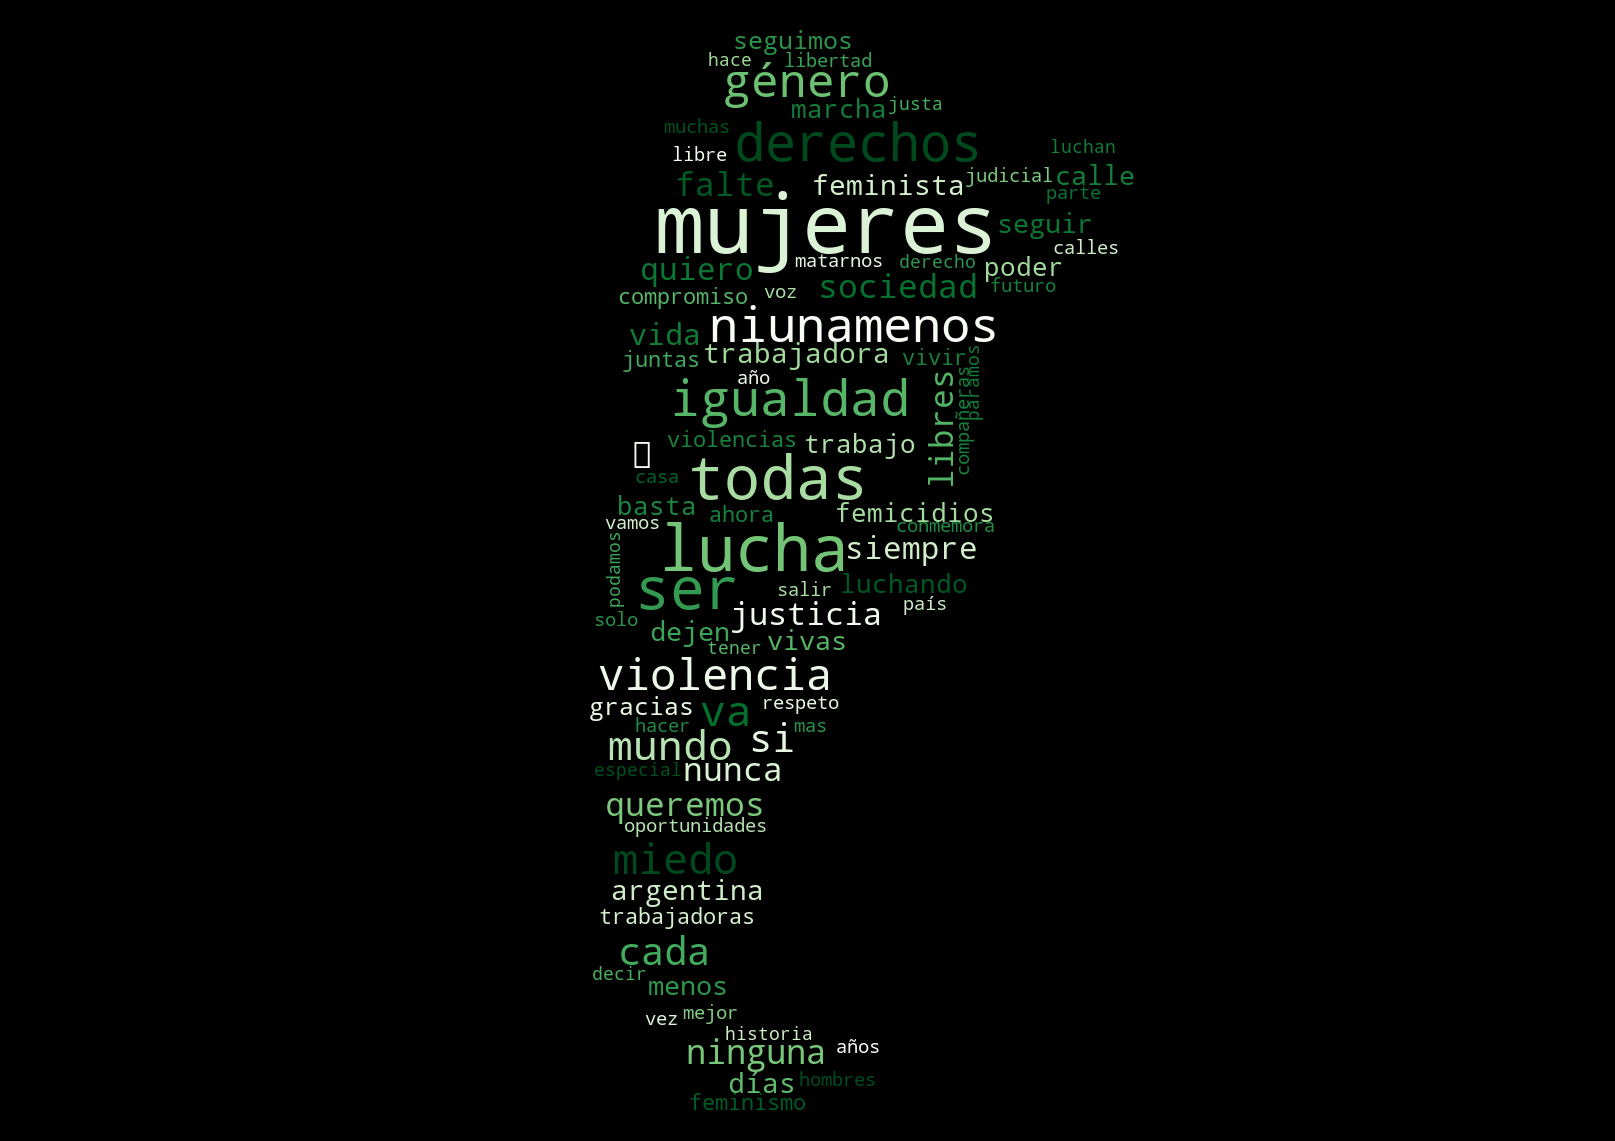 seguimos
hace libertad
género
marcha justa
muchas derechos
libre luchan
falte feminista judicial calle
parte
mujeres seguir
calles
matarnos derecho poder
quiero sociedad futuro
compromiso voz
niunamenos
vida
juntas trabajadora vivir paramos
año compañeras
igualdad libres
violencias trabajo
casa todas
basta ahora femicidios
vamos conmemora
lucha siempre
podamos
ser salir luchando
justicia país
solo
dejen vivas
tener
violencia
gracias va respeto
hacer mas
mundo si
especial nunca
queremos
oportunidades
miedo
argentina
trabajadoras
cada
decir
menos
vez mejor
historia
ninguna años
días hombres
feminismo